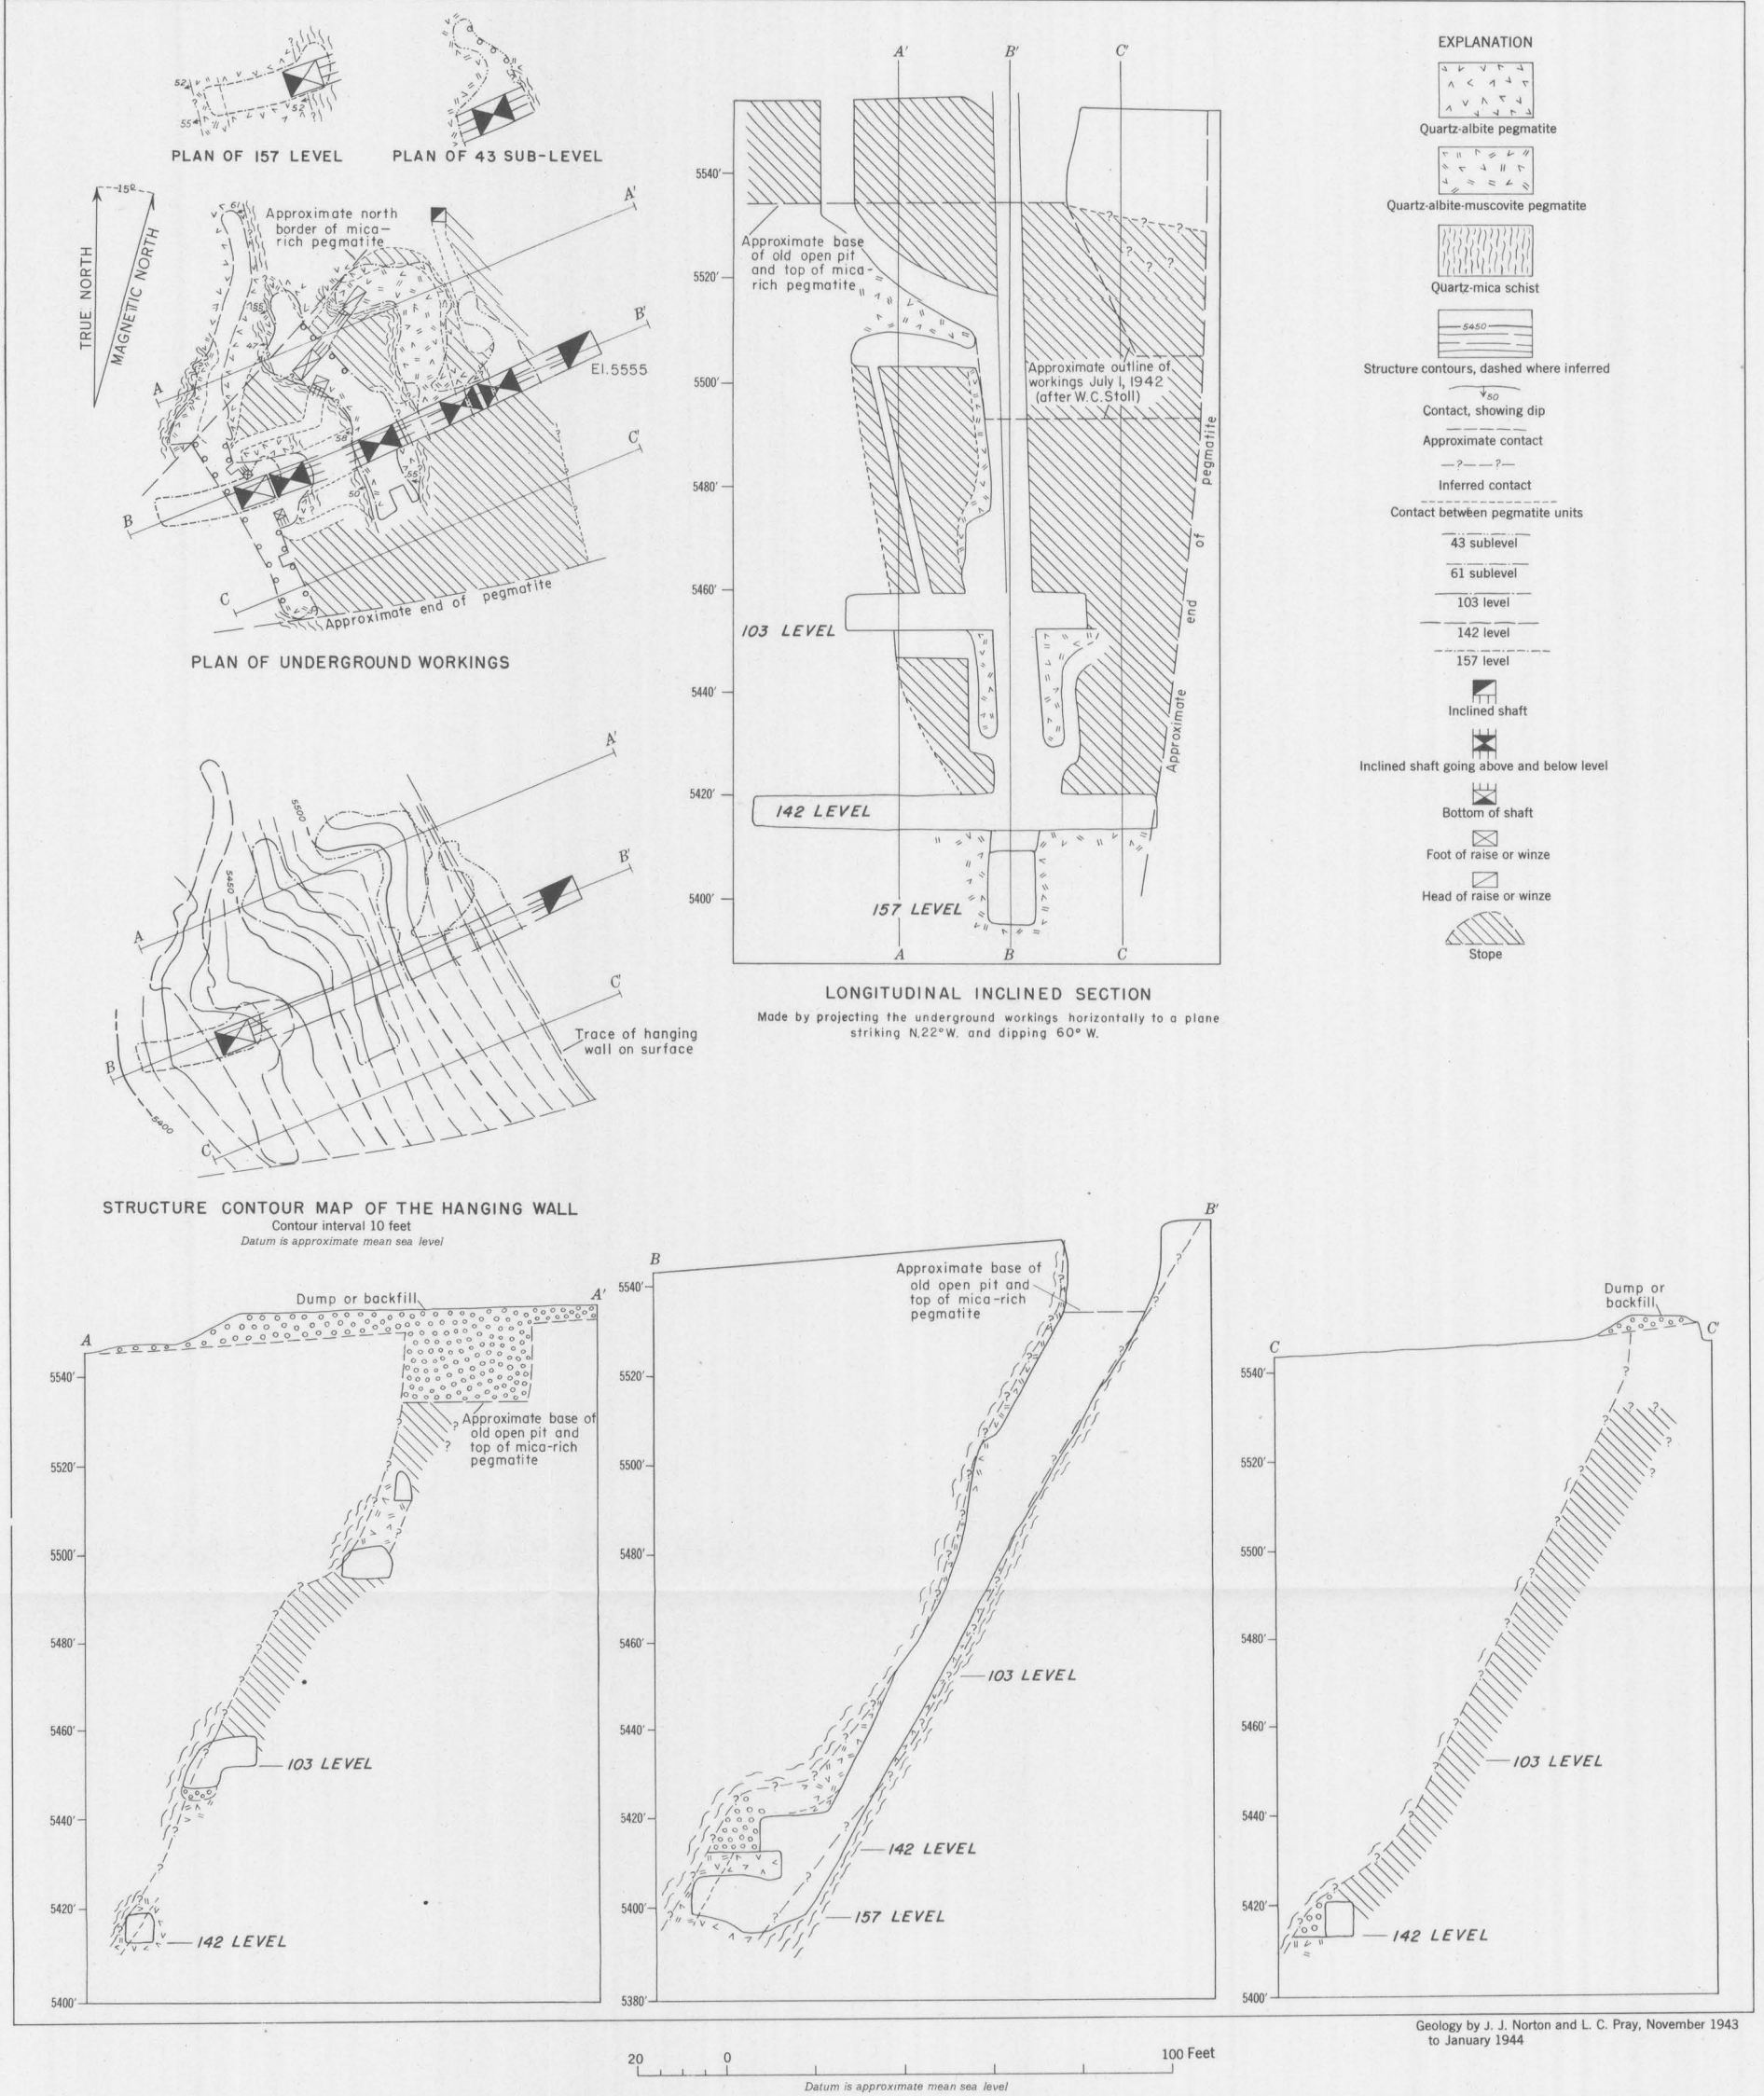 52
55
52
PLAN OF 157 LEVEL
PLAN OF 43 SUB-LEVEL
15°
TRUE NORTH
MAGNETIC NORTH
Approximate north
border of mica-
rich pegmatite
61
55
47
58
50
55
A
A'
B
B'
C
C'
El. 5555
Approximate end of pegmatite
PLAN OF UNDERGROUND WORKINGS
5500
5450
5400
A
A'
B
B'
C
C'
Trace of hanging
wall on surface
STRUCTURE CONTOUR MAP OF THE HANGING WALL
Contour interval 10 feet
Datum is approximate mean sea level
A'
B'
C'
5540'
5520'
5500'
5480'
5460'
5440'
5420'
5400'
Approximate base
of old open pit
and top of mica-
rich pegmatite
Approximate outline of
workings July 1, 1942
(after W.C. Stoll)
Approximate end of pegmatite
103 LEVEL
142 LEVEL
157 LEVEL
A
B
C
LONGITUDINAL INCLINED SECTION
Made by projecting the underground workings horizontally to a plane
striking N.22°W. and dipping 60° W.
EXPLANATION
Quartz-albite pegmatite
Quartz-albite-muscovite pegmatite
Quartz-mica schist
5450
Structure contours, dashed where inferred
50
Contact, showing dip
Approximate contact
Inferred contact
Contact between pegmatite units
43 sublevel
61 sublevel
103 level
142 level
157 level
Inclined shaft
Inclined shaft going above and below level
Bottom of shaft
Foot of raise or winze
Head of raise or winze
Stope
A
A'
Dump or backfill
5540'
5520'
5500'
5480'
5460'
5440'
5420'
5400'
Approximate base of
old open pit and
top of mica-rich
pegmatite
103 LEVEL
142 LEVEL
B
B'
5540'
5520'
5500'
5480'
5460'
5440'
5420'
5400'
5380'
Approximate base of
old open pit and
top of mica-rich
pegmatite
103 LEVEL
142 LEVEL
157 LEVEL
C
C'
Dump or
backfill
5540'
5520'
5500'
5480'
5460'
5440'
5420'
5400'
103 LEVEL
142 LEVEL
Geology by J. J. Norton and L. C. Pray, November 1943
to January 1944
20 0 100 Feet
Datum is approximate mean sea level